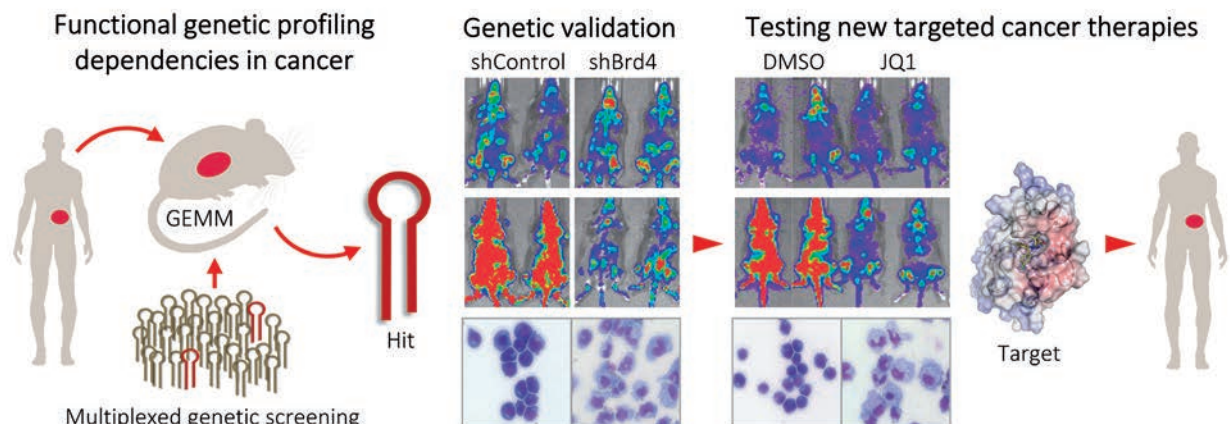 Functional genetic profiling
dependencies in cancer
GEMM
Hit
Multiplexed genetic screening
Genetic validation
shControl shBrd4
Testing new targeted cancer therapies
DMSO JQ1
Target